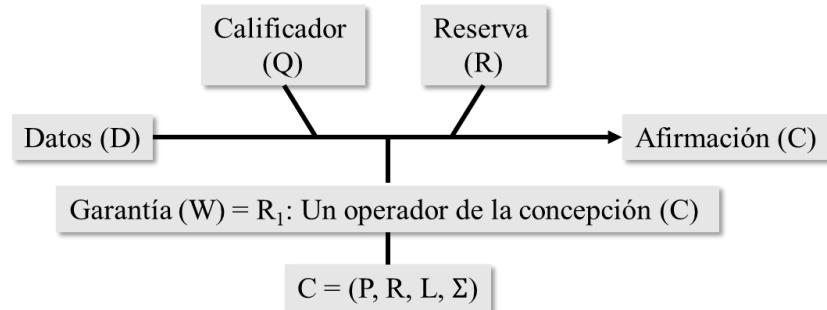 Calificador
(Q)
Reserva
(R)
Datos (D)
Afirmación (C)
Garantía (W) = R₁: Un operador de la concepción (C)
C = (P, R, L, Σ)